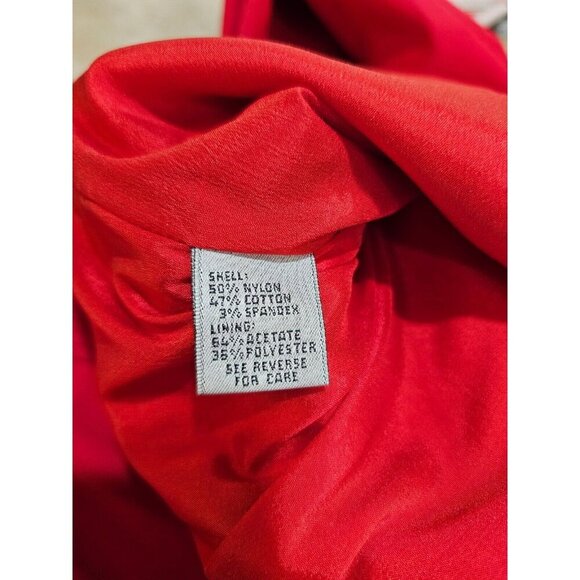 SHELL:
50% NYLON
47% COTTON
3% SPANDEX
LINING:
64% ACETATE
36% POLYESTER
SEE REVERSE
FOR CARE